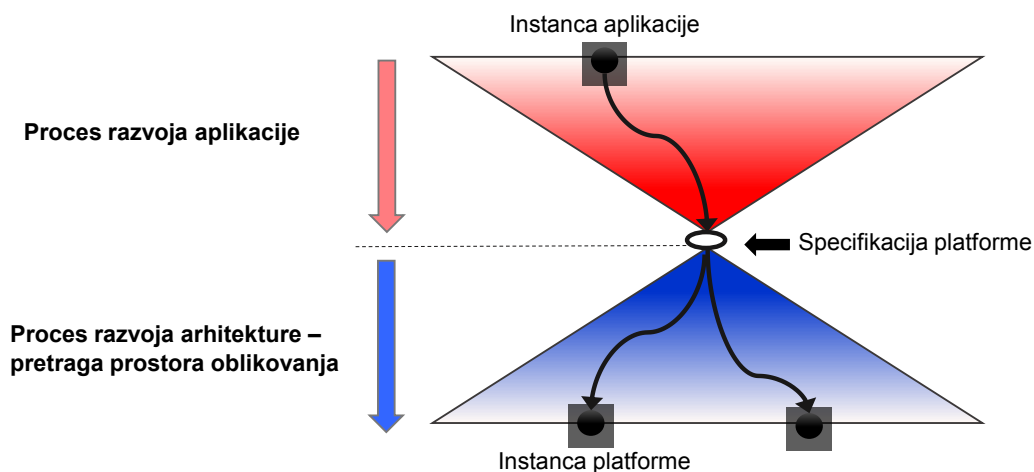 Instanca aplikacije
Proces razvoja aplikacije
Specifikacija platforme
Proces razvoja arhitekture –
pretraga prostora oblikovanja
Instanca platforme